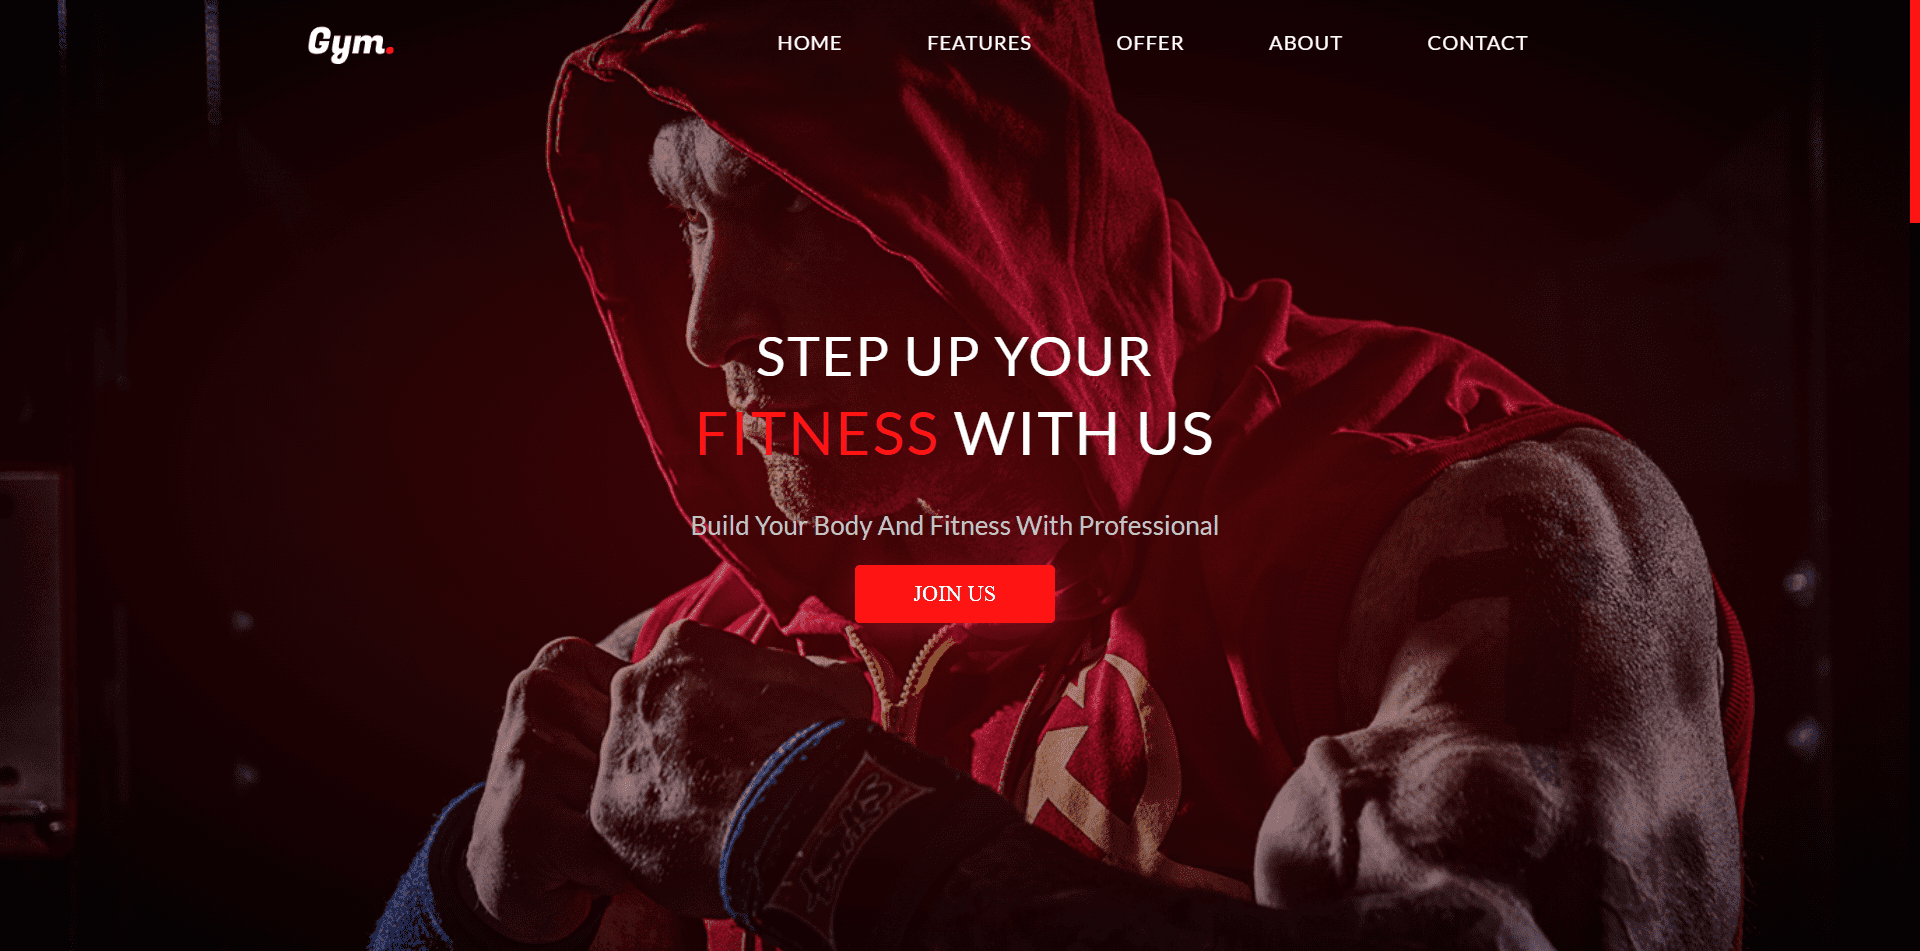 Gym.
HOME FEATURES OFFER ABOUT CONTACT
STEP UP YOUR
FITNESS WITH US
Build Your Body And Fitness With Professional
JOIN US